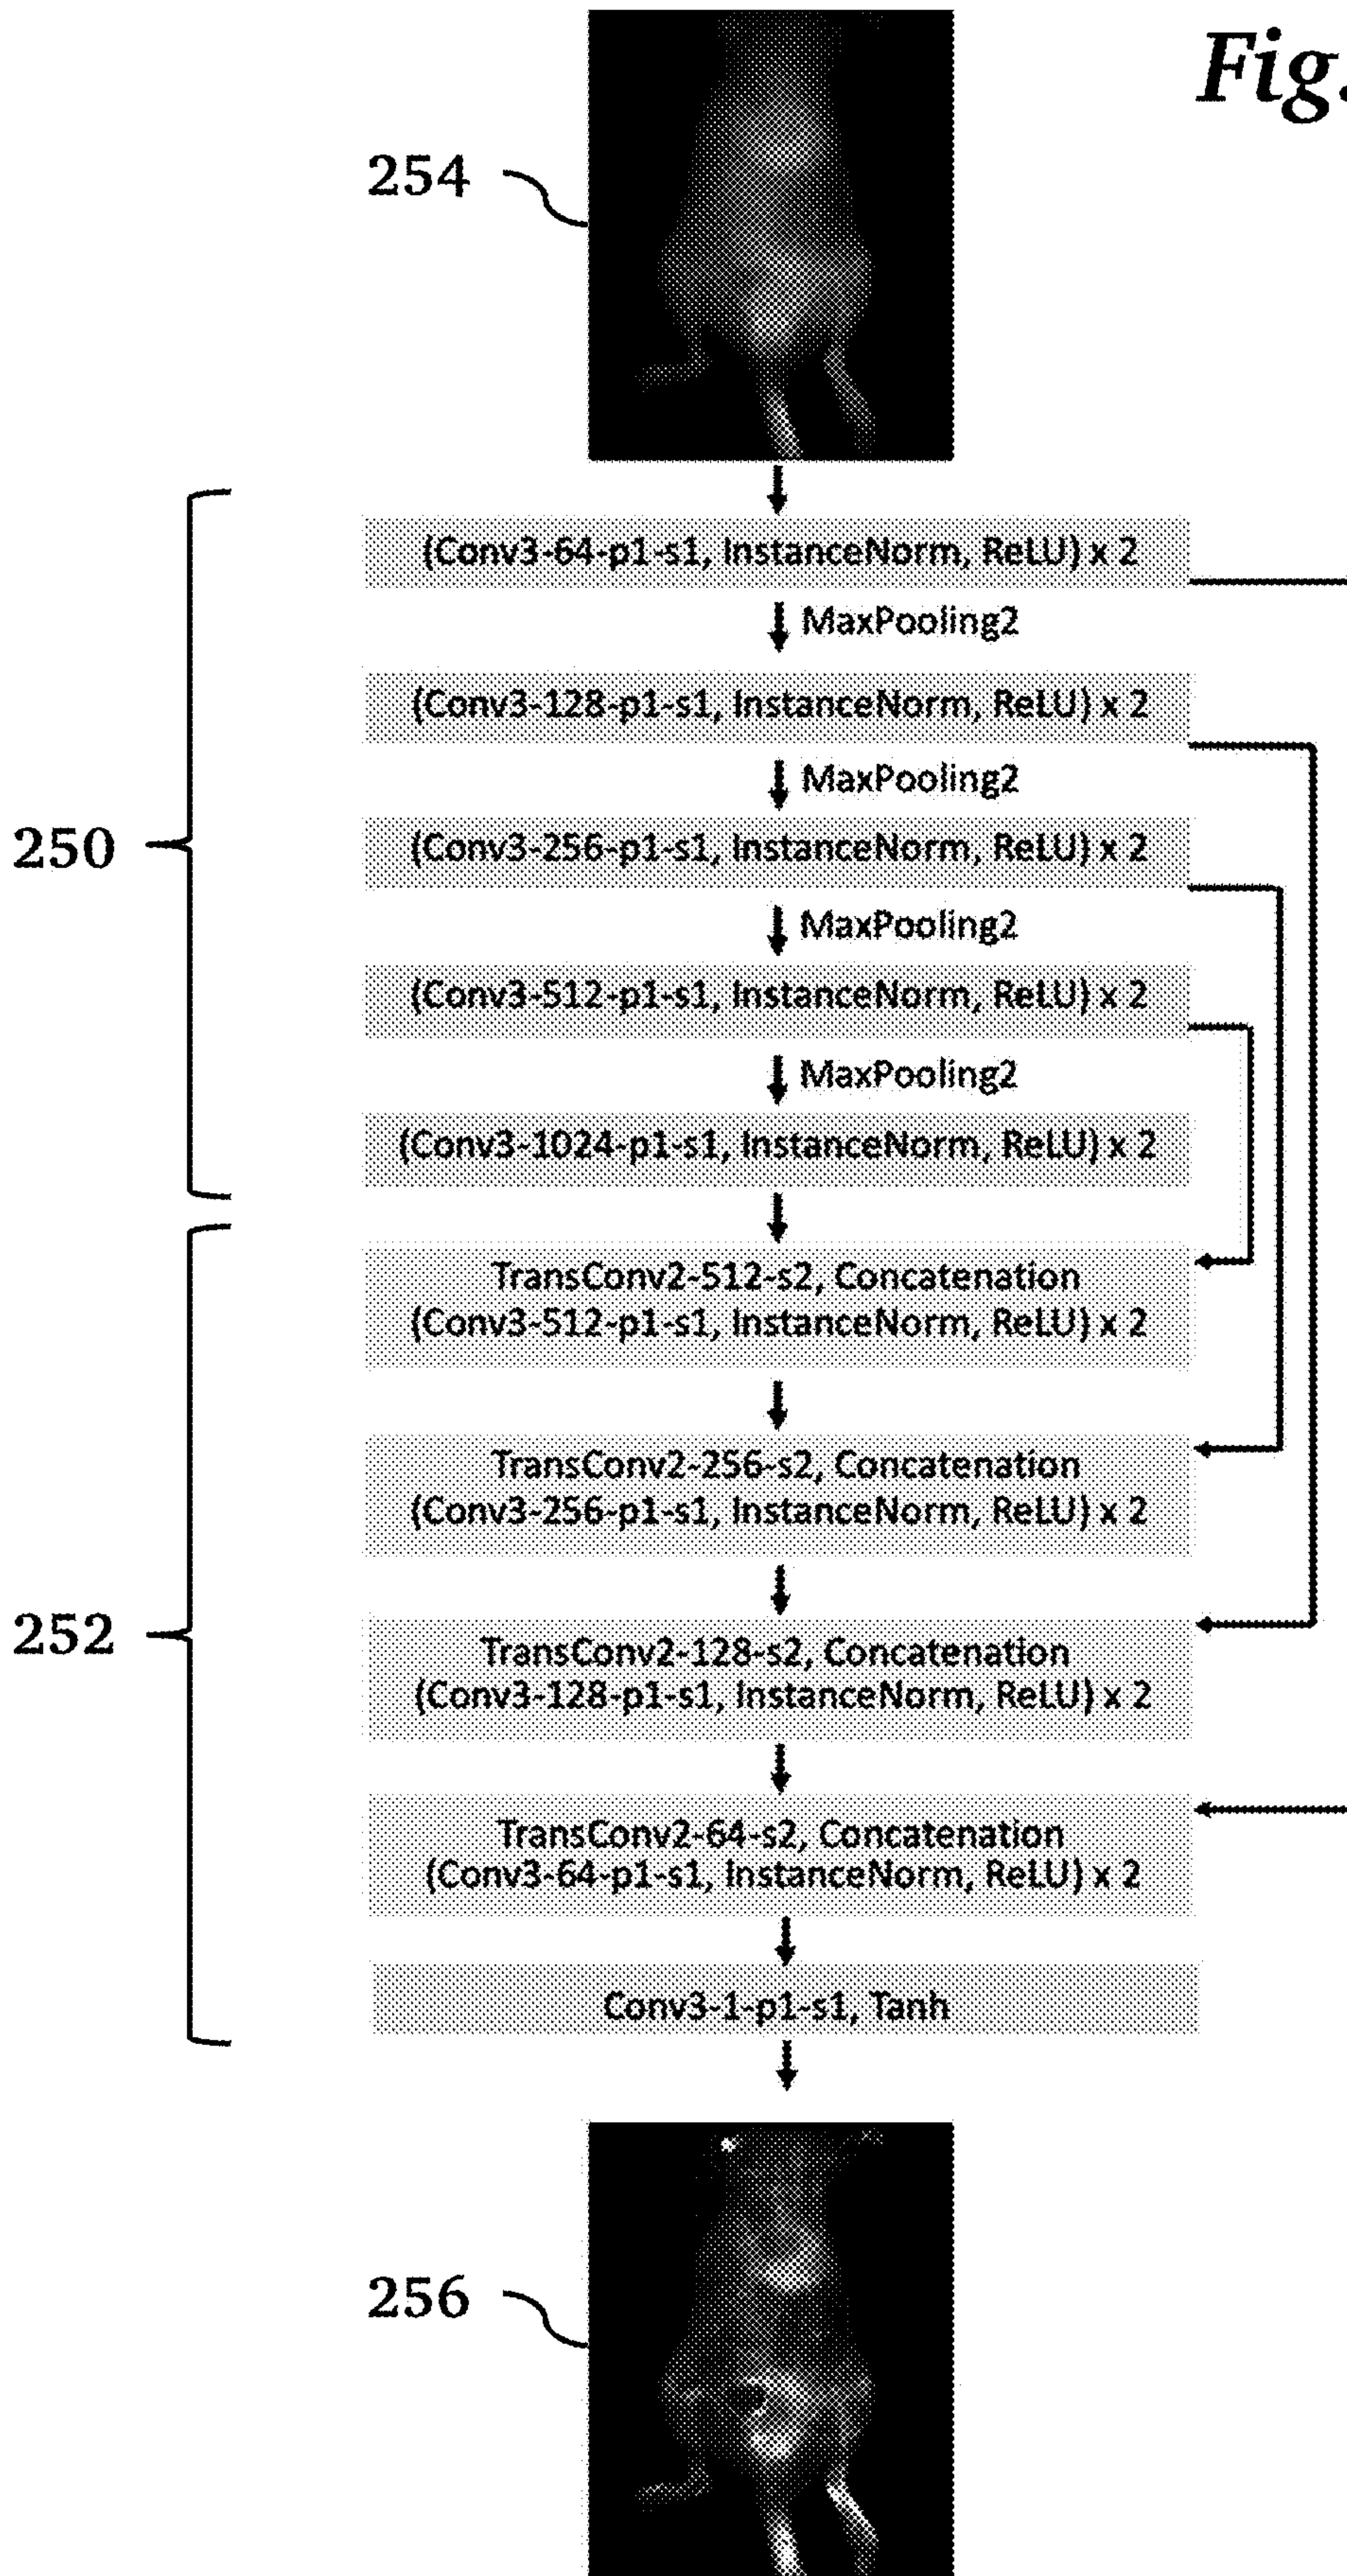 Fig.
254
(Conv3-64-p1-s1, InstanceNorm, ReLU) x 2
MaxPooling2
(Conv3-128-p1-s1, InstanceNorm, ReLU) x 2
MaxPooling2
250
(Conv3-256-p1-s1, InstanceNorm, ReLU) x 2
MaxPooling2
(Conv3-512-p1-s1, InstanceNorm, ReLU) x 2
MaxPooling2
(Conv3-1024-p1-s1, InstanceNorm, ReLU) x 2
TransConv2-512-s2, Concatenation
(Conv3-512-p1-s1, InstanceNorm, ReLU) x 2
TransConv2-256-s2, Concatenation
(Conv3-256-p1-s1, InstanceNorm, ReLU) x 2
252
TransConv2-128-s2, Concatenation
(Conv3-128-p1-s1, InstanceNorm, ReLU) x 2
TransConv2-64-s2, Concatenation
(Conv3-64-p1-s1, InstanceNorm, ReLU) x 2
Conv3-1-p1-s1, Tanh
256